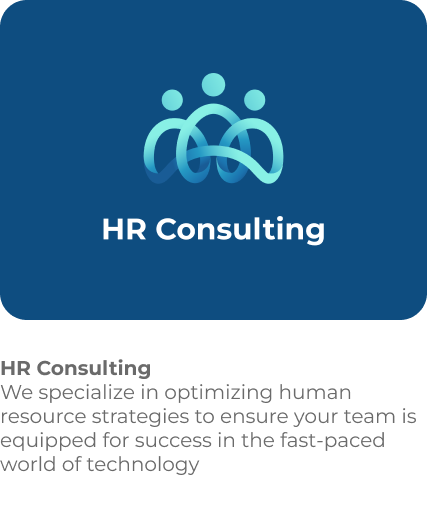 HR Consulting
HR Consulting
We specialize in optimizing human
resource strategies to ensure your team is
equipped for success in the fast-paced
world of technology